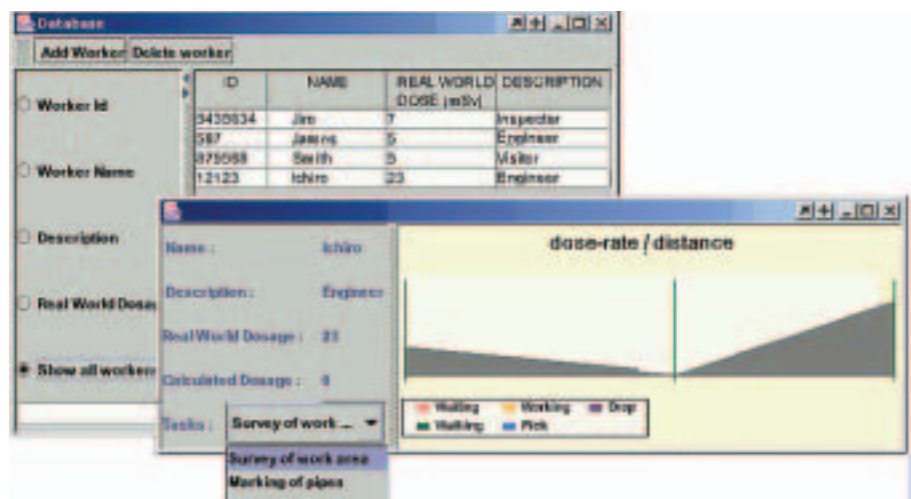 Database
Add Worker Delete worker
ID NAME REAL WORLD DOSE (mSv) DESCRIPTION
Worker Id
Jiro 7 Inspector
587 James 5 Engineer
Smith 5 Visitor
12123 Ichiro 23 Engineer
Worker Name
Description
Real World Dosag
Show all workers
Name : Ichiro
Description : Engineer
Real World Dosage : 23
Calculated Dosage : 0
Tasks : Survey of work ...
Survey of work area
Marking of pipes
dose-rate / distance
Waiting Working Drop
Walking Pick